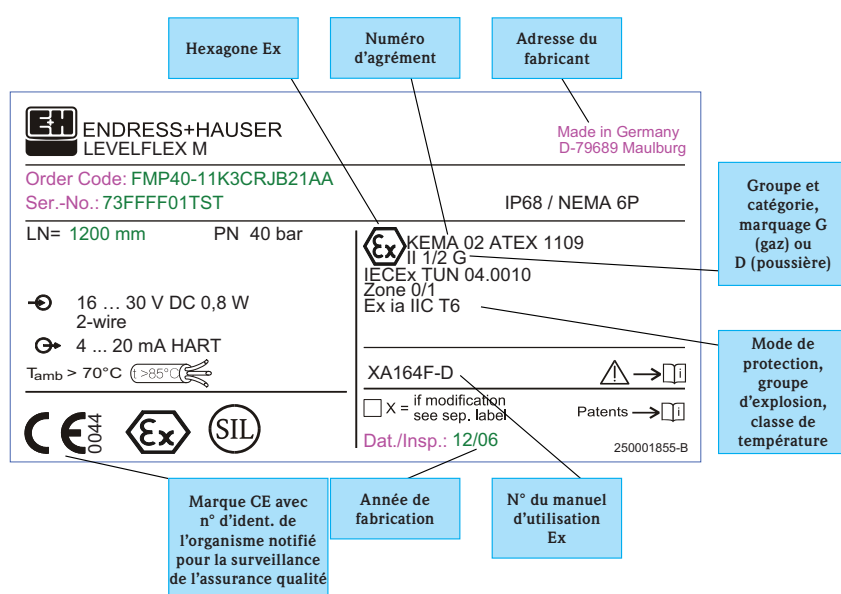 Hexagone Ex
Numéro
d'agrément
Adresse du
fabricant
E+H
ENDRESS+HAUSER
LEVELFLEX M
Made in Germany
D-79689 Maulburg
Order Code: FMP40-11K3CRJB21AA
Ser.-No.: 73FFFF01TST
IP68 / NEMA 6P
LN= 1200 mm PN 40 bar
16 ... 30 V DC 0,8 W
2-wire
4 ... 20 mA HART
Tamb > 70°C t >85°C
CE 0044
Ex
SIL
Ex
KEMA 02 ATEX 1109
II 1/2 G
IECEx TUN 04.0010
Zone 0/1
Ex ia IIC T6
XA164F-D
i
X = if modification
see sep. label
Patents
i
Dat./Insp.: 12/06
250001855-B
Groupe et
catégorie,
marquage G
(gaz) ou
D (poussière)
Mode de
protection,
groupe
d'explosion,
classe de
température
Marque CE avec
n° d'ident. de
l'organisme notifié
pour la surveillance
de l'assurance qualité
Année de
fabrication
N° du manuel
d'utilisation
Ex